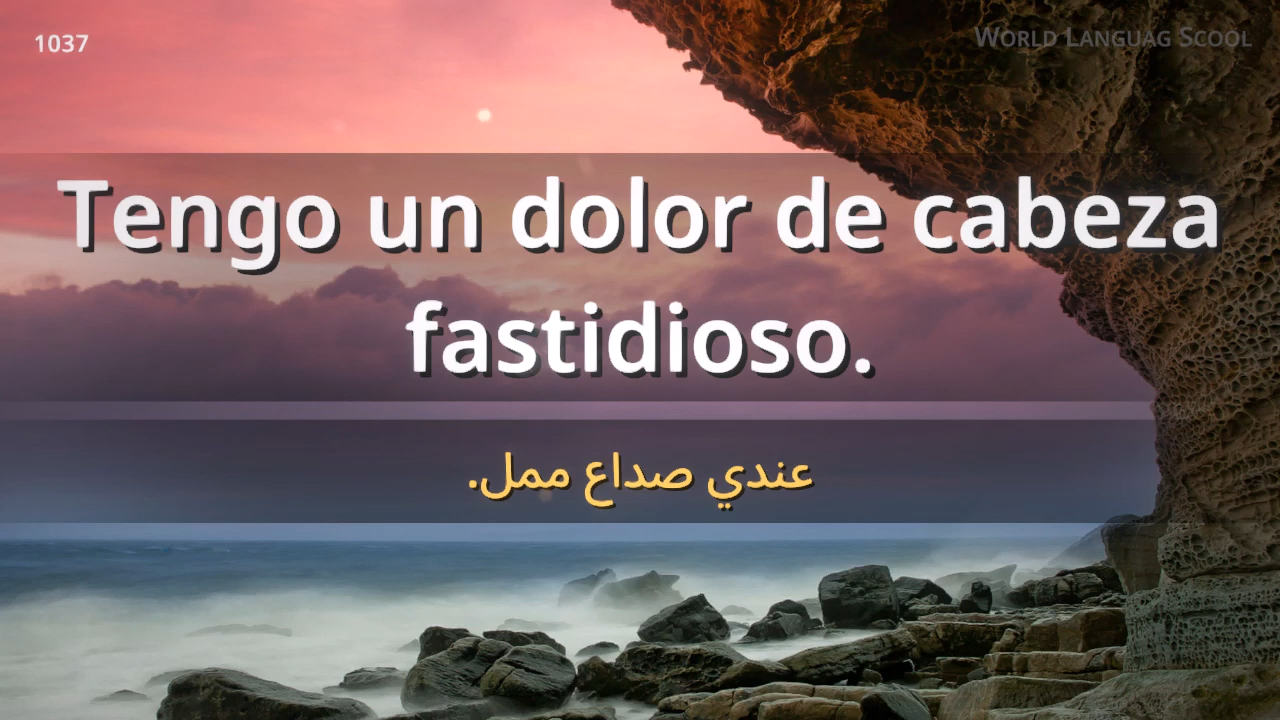 1037
World Languag Scool
Tengo un dolor de cabeza
fastidioso.
عندي صداع ممل.